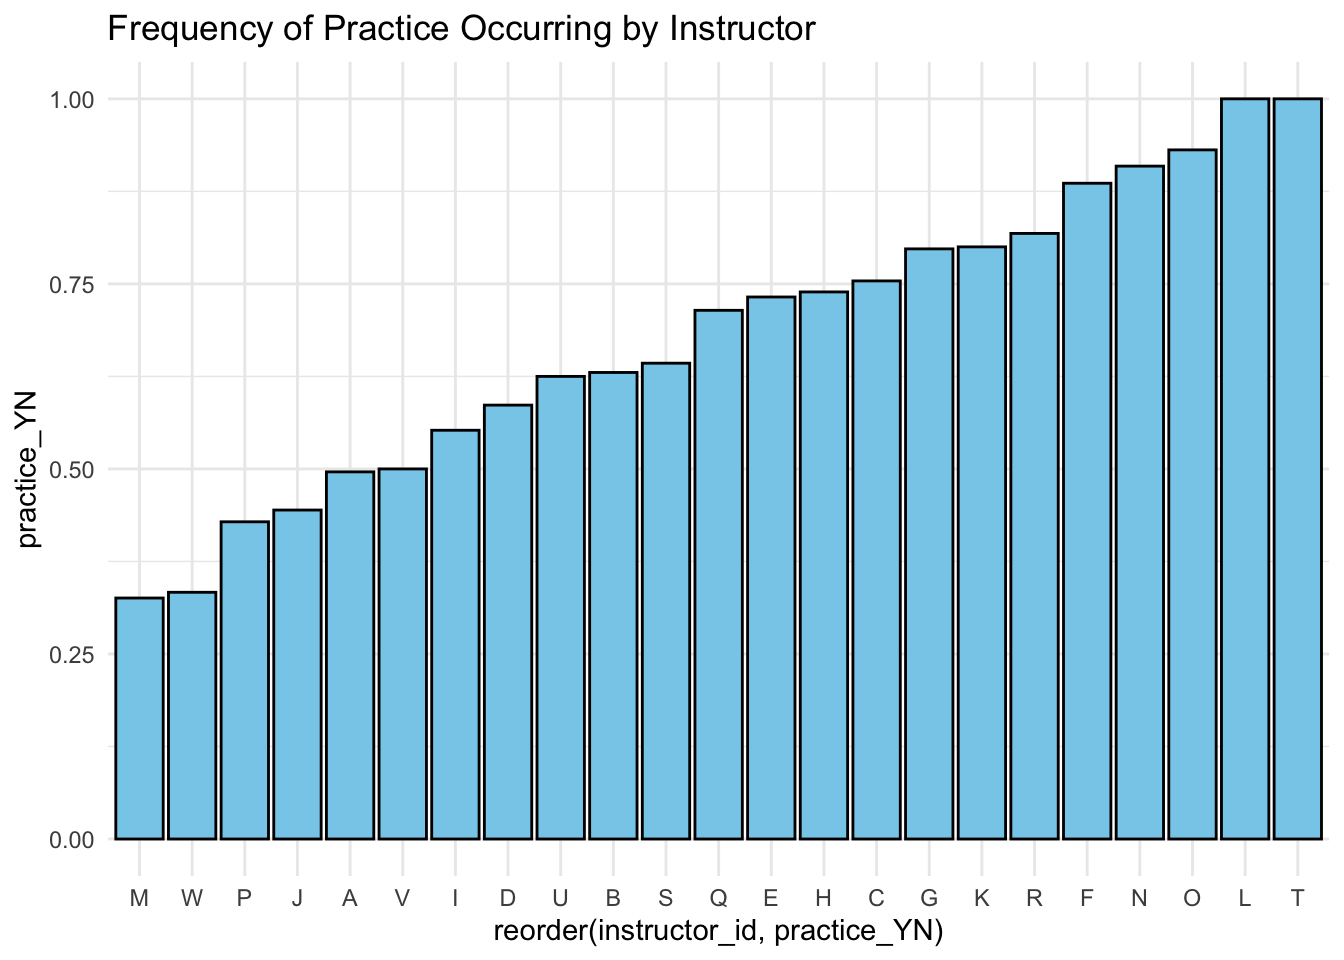 Frequency of Practice Occurring by Instructor
1.00
0.75
0.50
0.25
0.00
practice_YN
M W P J A V I D U B S Q E H C G K R F N O L T
reorder(instructor_id, practice_YN)